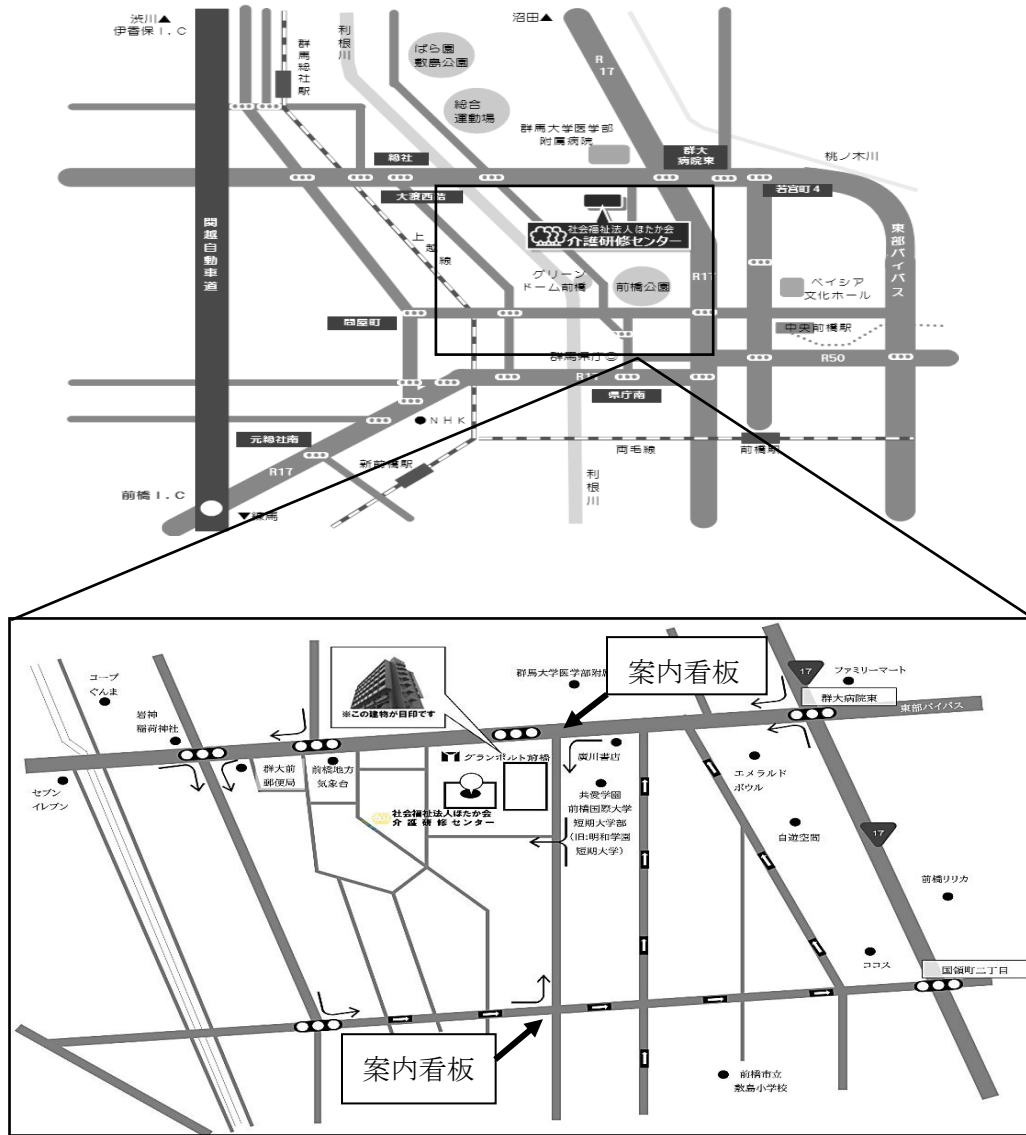 渋川▲
伊香保Ｉ.Ｃ
群馬総社駅
利根川
ばら園
敷島公園
総合
運動場
沼田▲
R17
群馬大学医学部
附属病院
群大
病院東
桃ノ木川
若宮町４
総社
大渡西詰
関越自動車道
上越線
社会福祉法人ほたか会
介護研修センター
東部バイパス
グリーン
ドーム前橋
前橋公園
R17
ベイシア
文化ホール
問屋町
中央前橋駅
群馬県庁◎
R50
R17
県庁南
ＮＨＫ
元総社南
R17
新前橋駅
両毛線
前橋駅
利根川
前橋Ｉ.Ｃ
▼練馬
コープ
ぐんま
岩神
稲荷神社
※この建物が目印です
群馬大学医学部附
案内看板
17
ファミリーマート
群大病院東
東部バイパス
セブン
イレブン
群大前
郵便局
前橋地方
気象台
グランポルト前橋
廣川書店
社会福祉法人ほたか会
介護研修センター
共愛学園
前橋国際大学
短期大学部
（旧:明和学園
短期大学）
エメラルド
ボウル
自遊空間
17
前橋リリカ
ココス
国領町二丁目
案内看板
前橋市立
敷島小学校